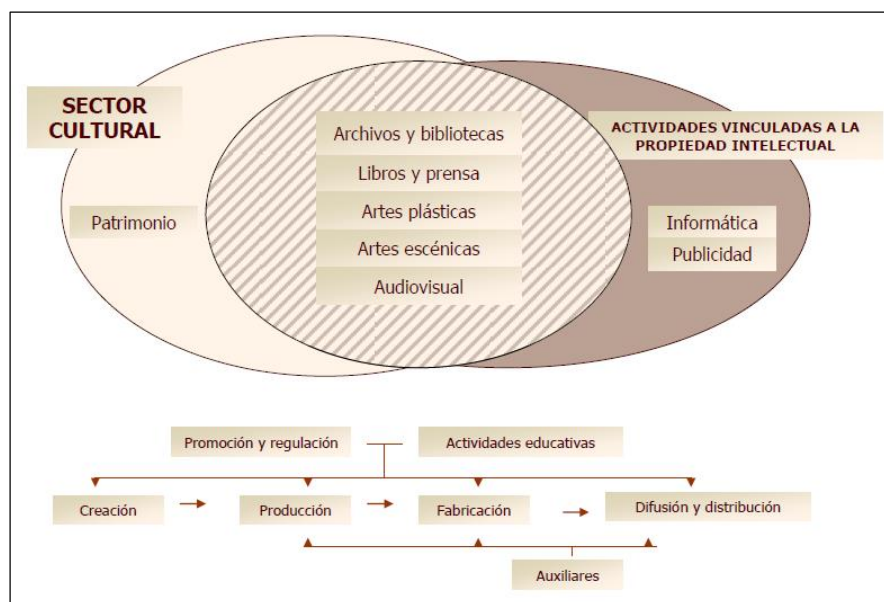 SECTOR
CULTURAL
ACTIVIDADES VINCULADAS A LA
PROPIEDAD INTELECTUAL
Archivos y bibliotecas
Libros y prensa
Artes plásticas
Artes escénicas
Audiovisual
Patrimonio
Informática
Publicidad
Promoción y regulación
Actividades educativas
Creación
Producción
Fabricación
Difusión y distribución
Auxiliares